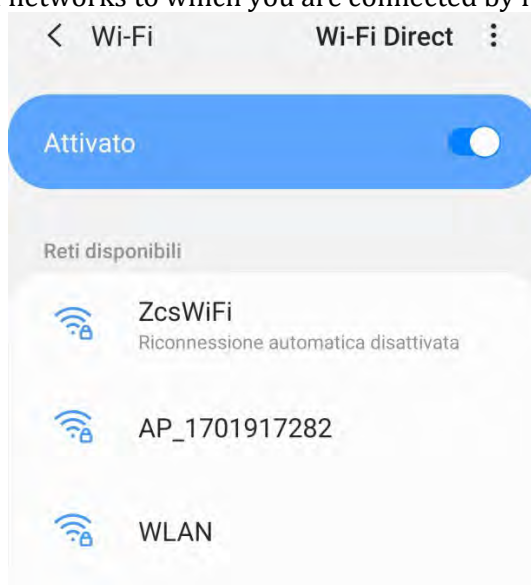 networks to which you are connected by
Wi-Fi Wi-Fi Direct
Attivato
Reti disponibili
ZcsWiFi
Riconnessione automatica disattivata
AP_1701917282
WLAN